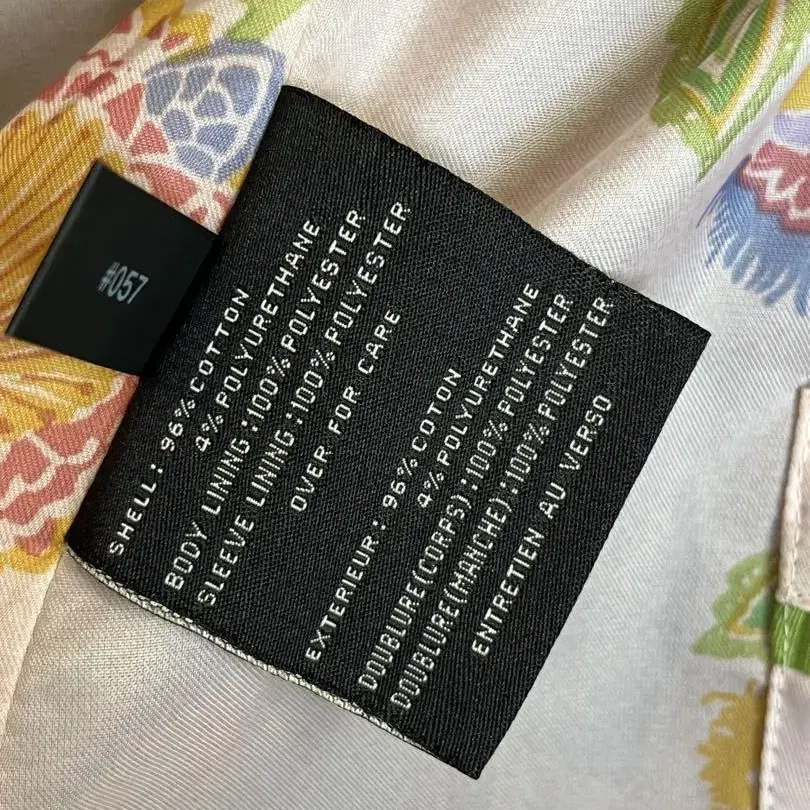 #057
SHELL: 96% COTTON
4% POLYURETHANE
BODY LINING :100% POLYESTER
SLEEVE LINING :100% POLYESTER
OVER FOR CARE
EXTERIEUR: 96% COTON
4% POLYURETHANE
DOUBLURE(CORPS):100% POLYESTER
DOUBLURE(MANCHE):100% POLYESTER
ENTRETIEN AU VERSO